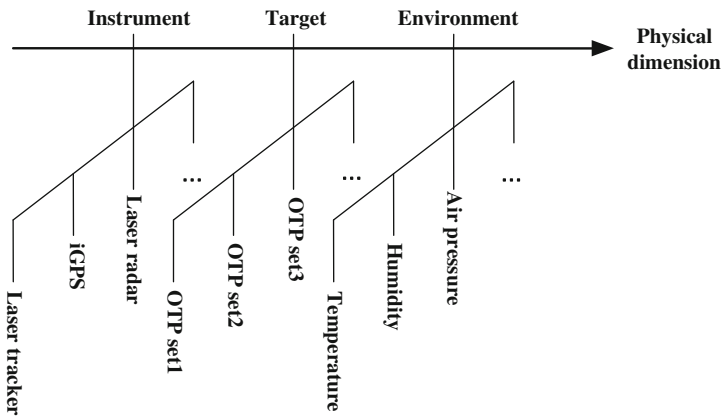 Instrument
Target
Environment
Physical
dimension
...
...
...
Laser tracker
iGPS
Laser radar
OTP set1
OTP set2
OTP set3
Temperature
Humidity
Air pressure